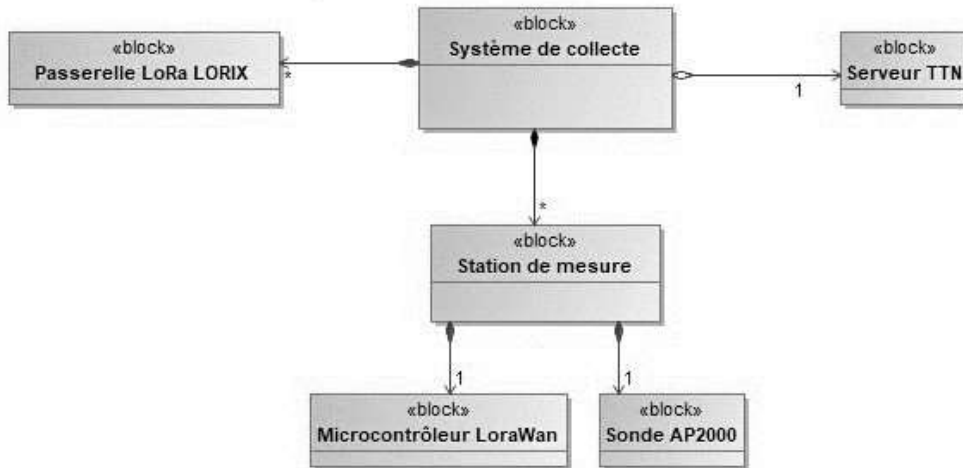 «block»
Système de collecte
«block»
Passerelle LoRa LORIX
*
«block»
Serveur TTN
1
*
«block»
Station de mesure
1
1
«block»
Microcontrôleur LoraWan
«block»
Sonde AP2000